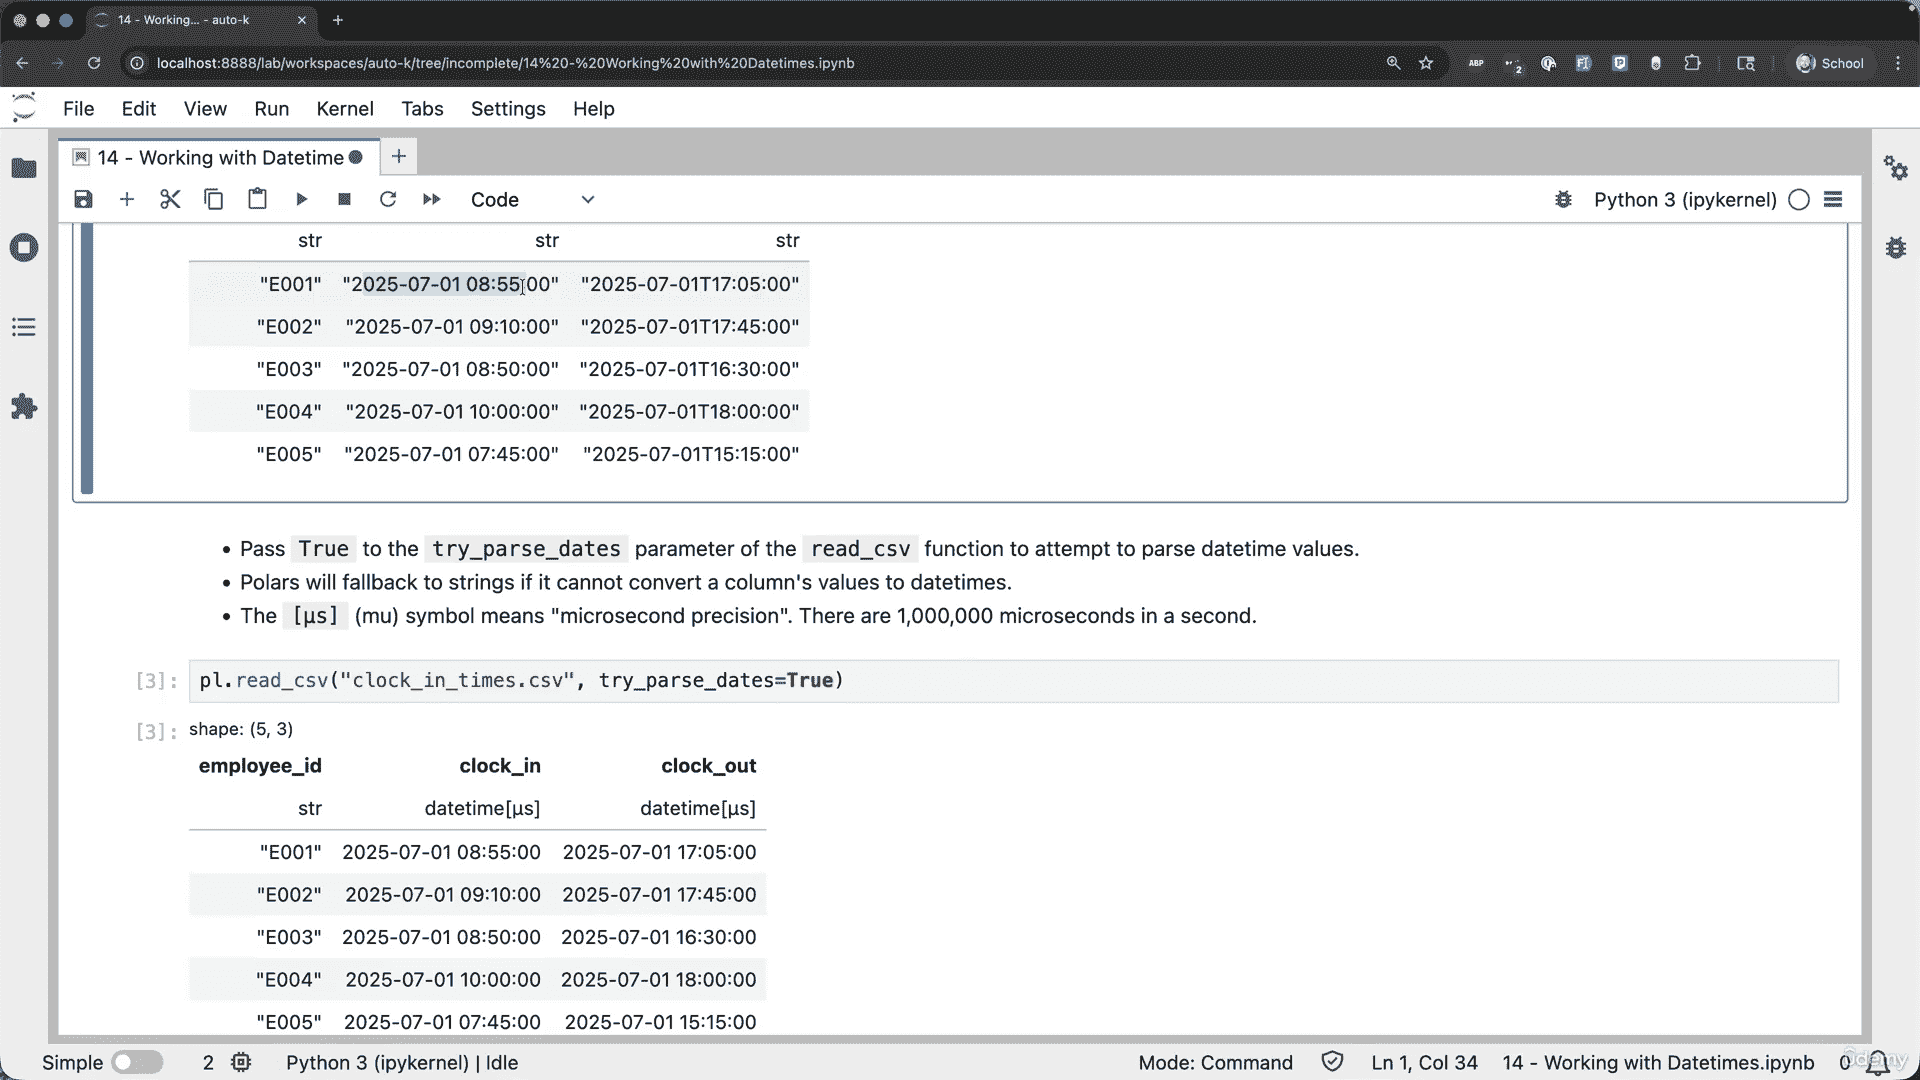 14 - Working... - auto-k
localhost:8888/lab/workspaces/auto-k/tree/incomplete/14%20-%20Working%20with%20Datetimes.ipynb
ABP
2
School
File Edit View Run Kernel Tabs Settings Help
14 - Working with Datetime
Code
Python 3 (ipykernel)
str str str
"E001" "2025-07-01 08:55:00" "2025-07-01T17:05:00"
"E002" "2025-07-01 09:10:00" "2025-07-01T17:45:00"
"E003" "2025-07-01 08:50:00" "2025-07-01T16:30:00"
"E004" "2025-07-01 10:00:00" "2025-07-01T18:00:00"
"E005" "2025-07-01 07:45:00" "2025-07-01T15:15:00"
• Pass True to the try_parse_dates parameter of the read_csv function to attempt to parse datetime values.
• Polars will fallback to strings if it cannot convert a column's values to datetimes.
• The [μs] (mu) symbol means "microsecond precision". There are 1,000,000 microseconds in a second.
[3]: pl.read_csv("clock_in_times.csv", try_parse_dates=True)
[3]: shape: (5, 3)
employee_id clock_in clock_out
str datetime[μs] datetime[μs]
"E001" 2025-07-01 08:55:00 2025-07-01 17:05:00
"E002" 2025-07-01 09:10:00 2025-07-01 17:45:00
"E003" 2025-07-01 08:50:00 2025-07-01 16:30:00
"E004" 2025-07-01 10:00:00 2025-07-01 18:00:00
"E005" 2025-07-01 07:45:00 2025-07-01 15:15:00
Simple 2 Python 3 (ipykernel) | Idle Mode: Command Ln 1, Col 34 14 - Working with Datetimes.ipynb 0
Udemy